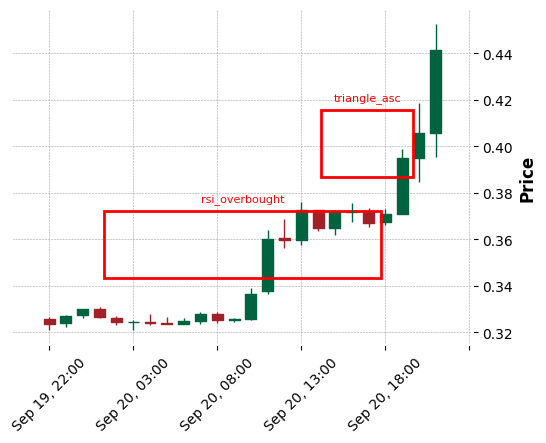 0.44
0.42
0.40
0.38
0.36
0.34
0.32
Price
triangle_asc
rsi_overbought
Sep 19, 22:00
Sep 20, 03:00
Sep 20, 08:00
Sep 20, 13:00
Sep 20, 18:00